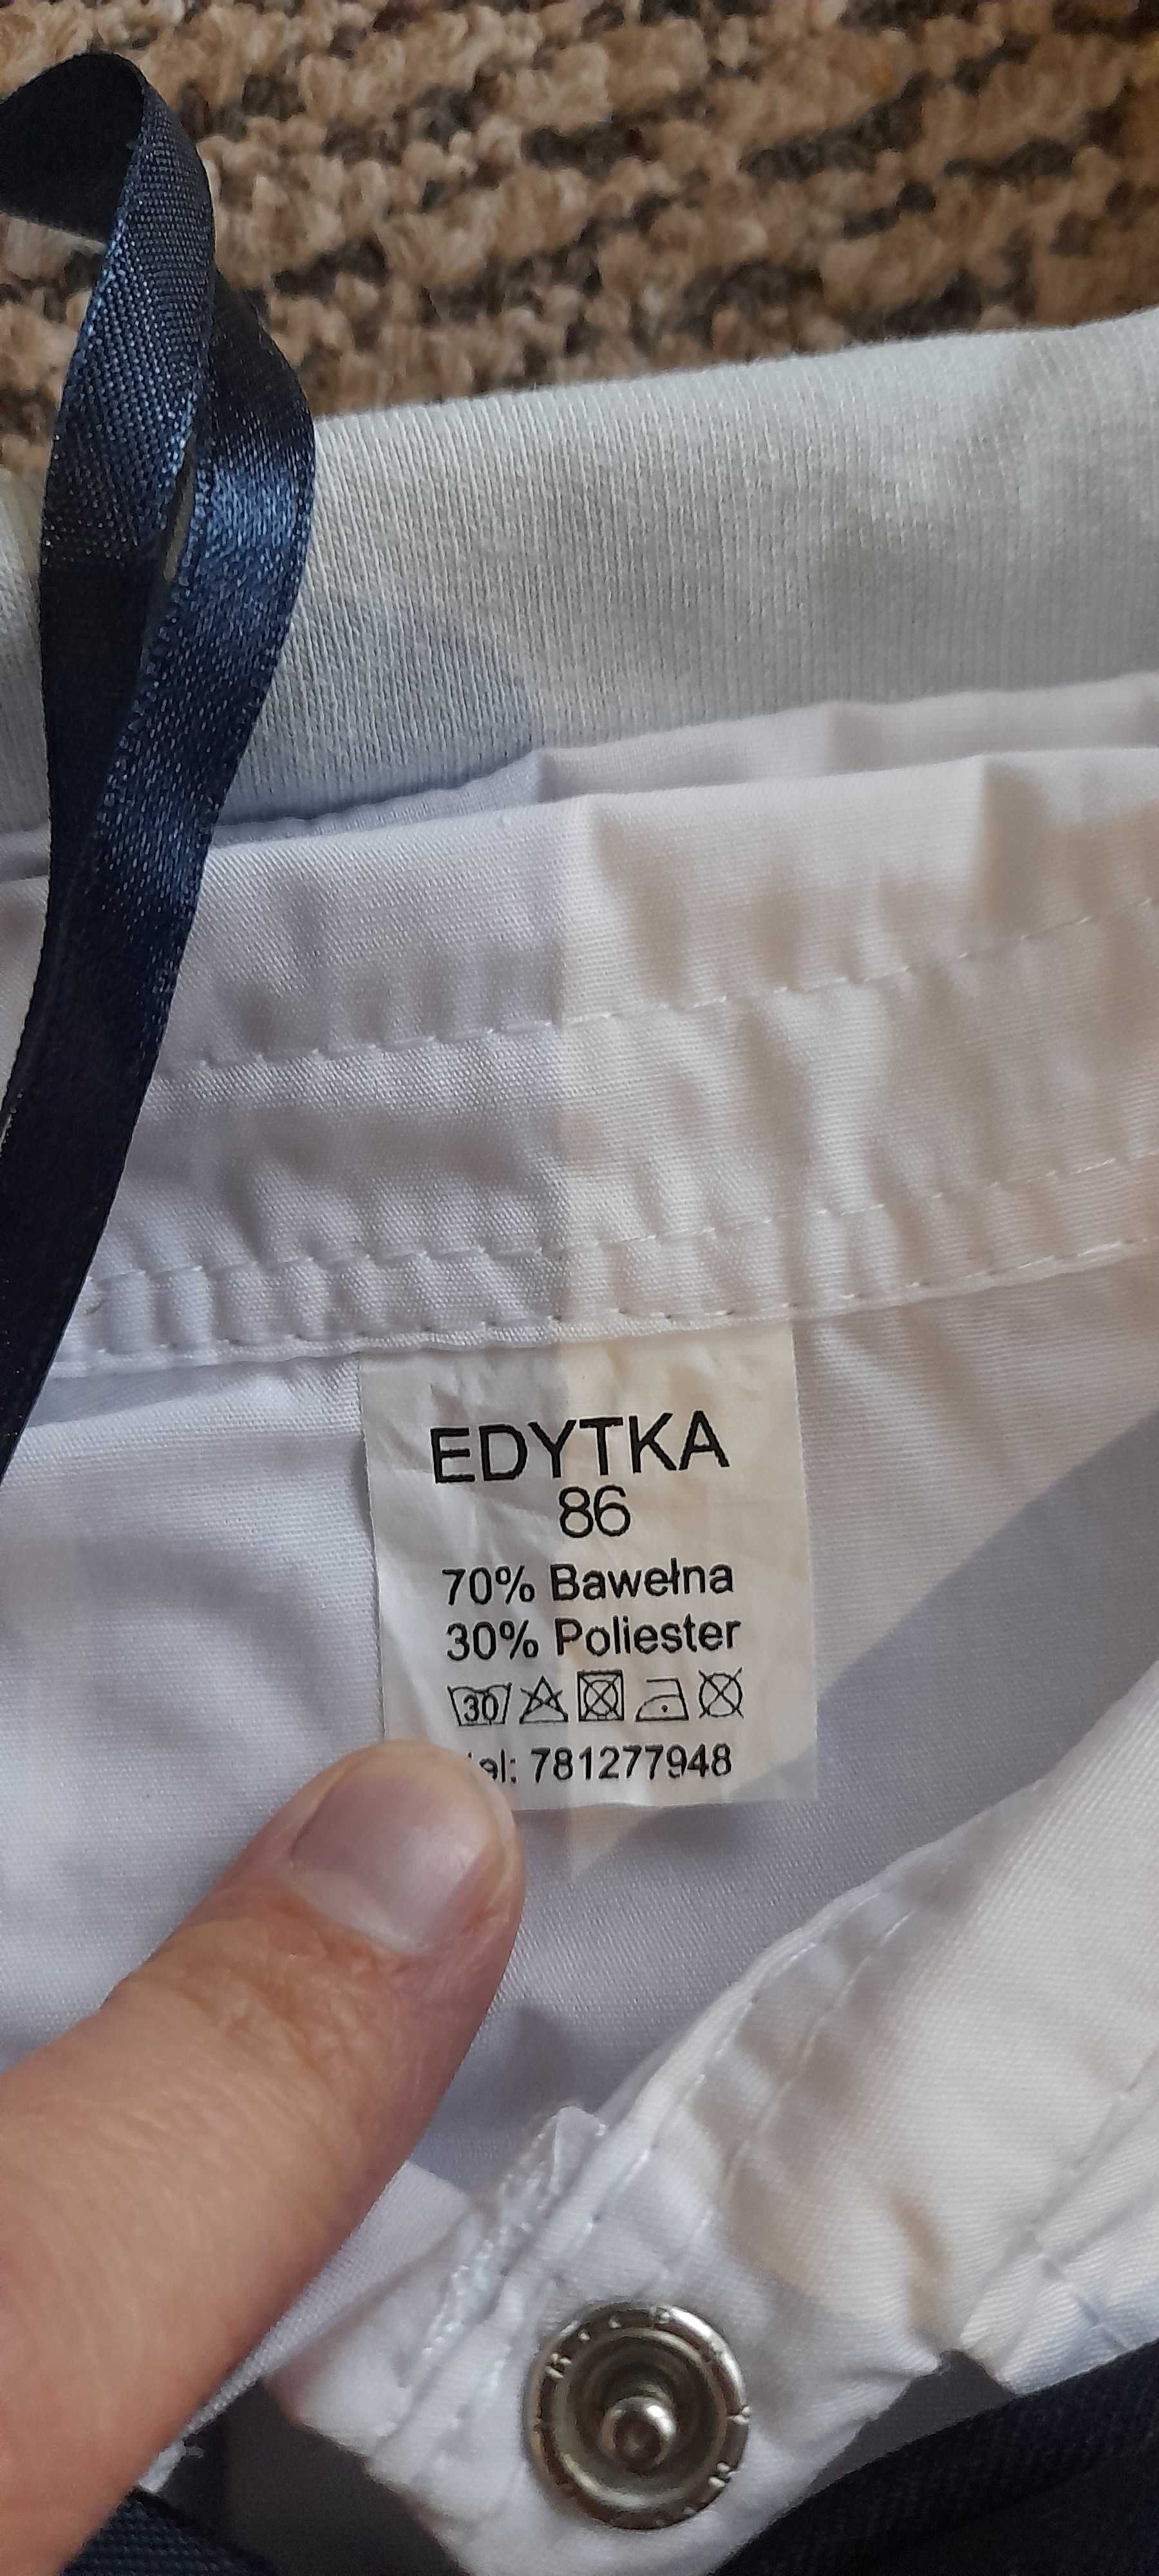 EDYTKA
86
70% Bawełna
30% Poliester
30
781277948